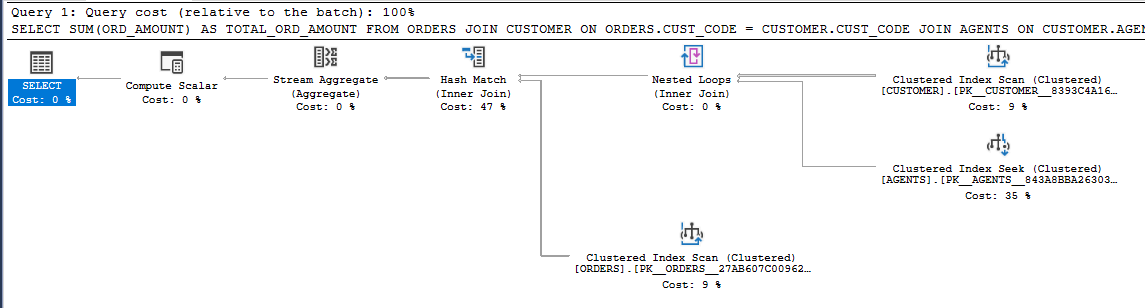 Query 1: Query cost (relative to the batch): 100%
SELECT SUM(ORD_AMOUNT) AS TOTAL_ORD_AMOUNT FROM ORDERS JOIN CUSTOMER ON ORDERS.CUST_CODE = CUSTOMER.CUST_CODE JOIN AGENTS ON CUSTOMER.AGEN
SELECT
Cost: 0 %
Compute Scalar
Cost: 0 %
Stream Aggregate
(Aggregate)
Cost: 0 %
Hash Match
(Inner Join)
Cost: 47 %
Nested Loops
(Inner Join)
Cost: 0 %
Clustered Index Scan (Clustered)
[CUSTOMER].[PK__CUSTOMER__8393C4A16…
Cost: 9 %
Clustered Index Seek (Clustered)
[AGENTS].[PK__AGENTS__843A8BBA26303…
Cost: 35 %
Clustered Index Scan (Clustered)
[ORDERS].[PK__ORDERS__27AB607C00962…
Cost: 9 %